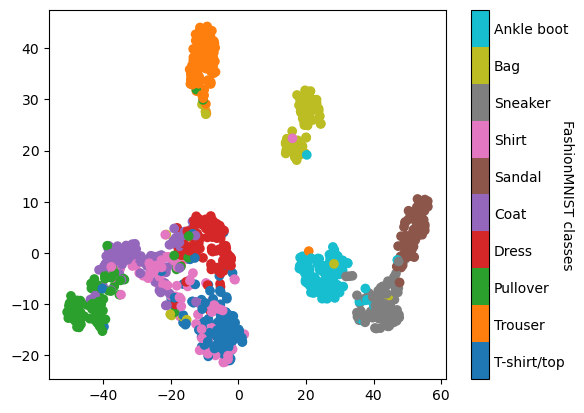 40
30
20
10
0
−10
−20
−40
−20
0
20
40
60
Ankle boot
Bag
Sneaker
Shirt
Sandal
Coat
Dress
Pullover
Trouser
T-shirt/top
FashionMNIST classes